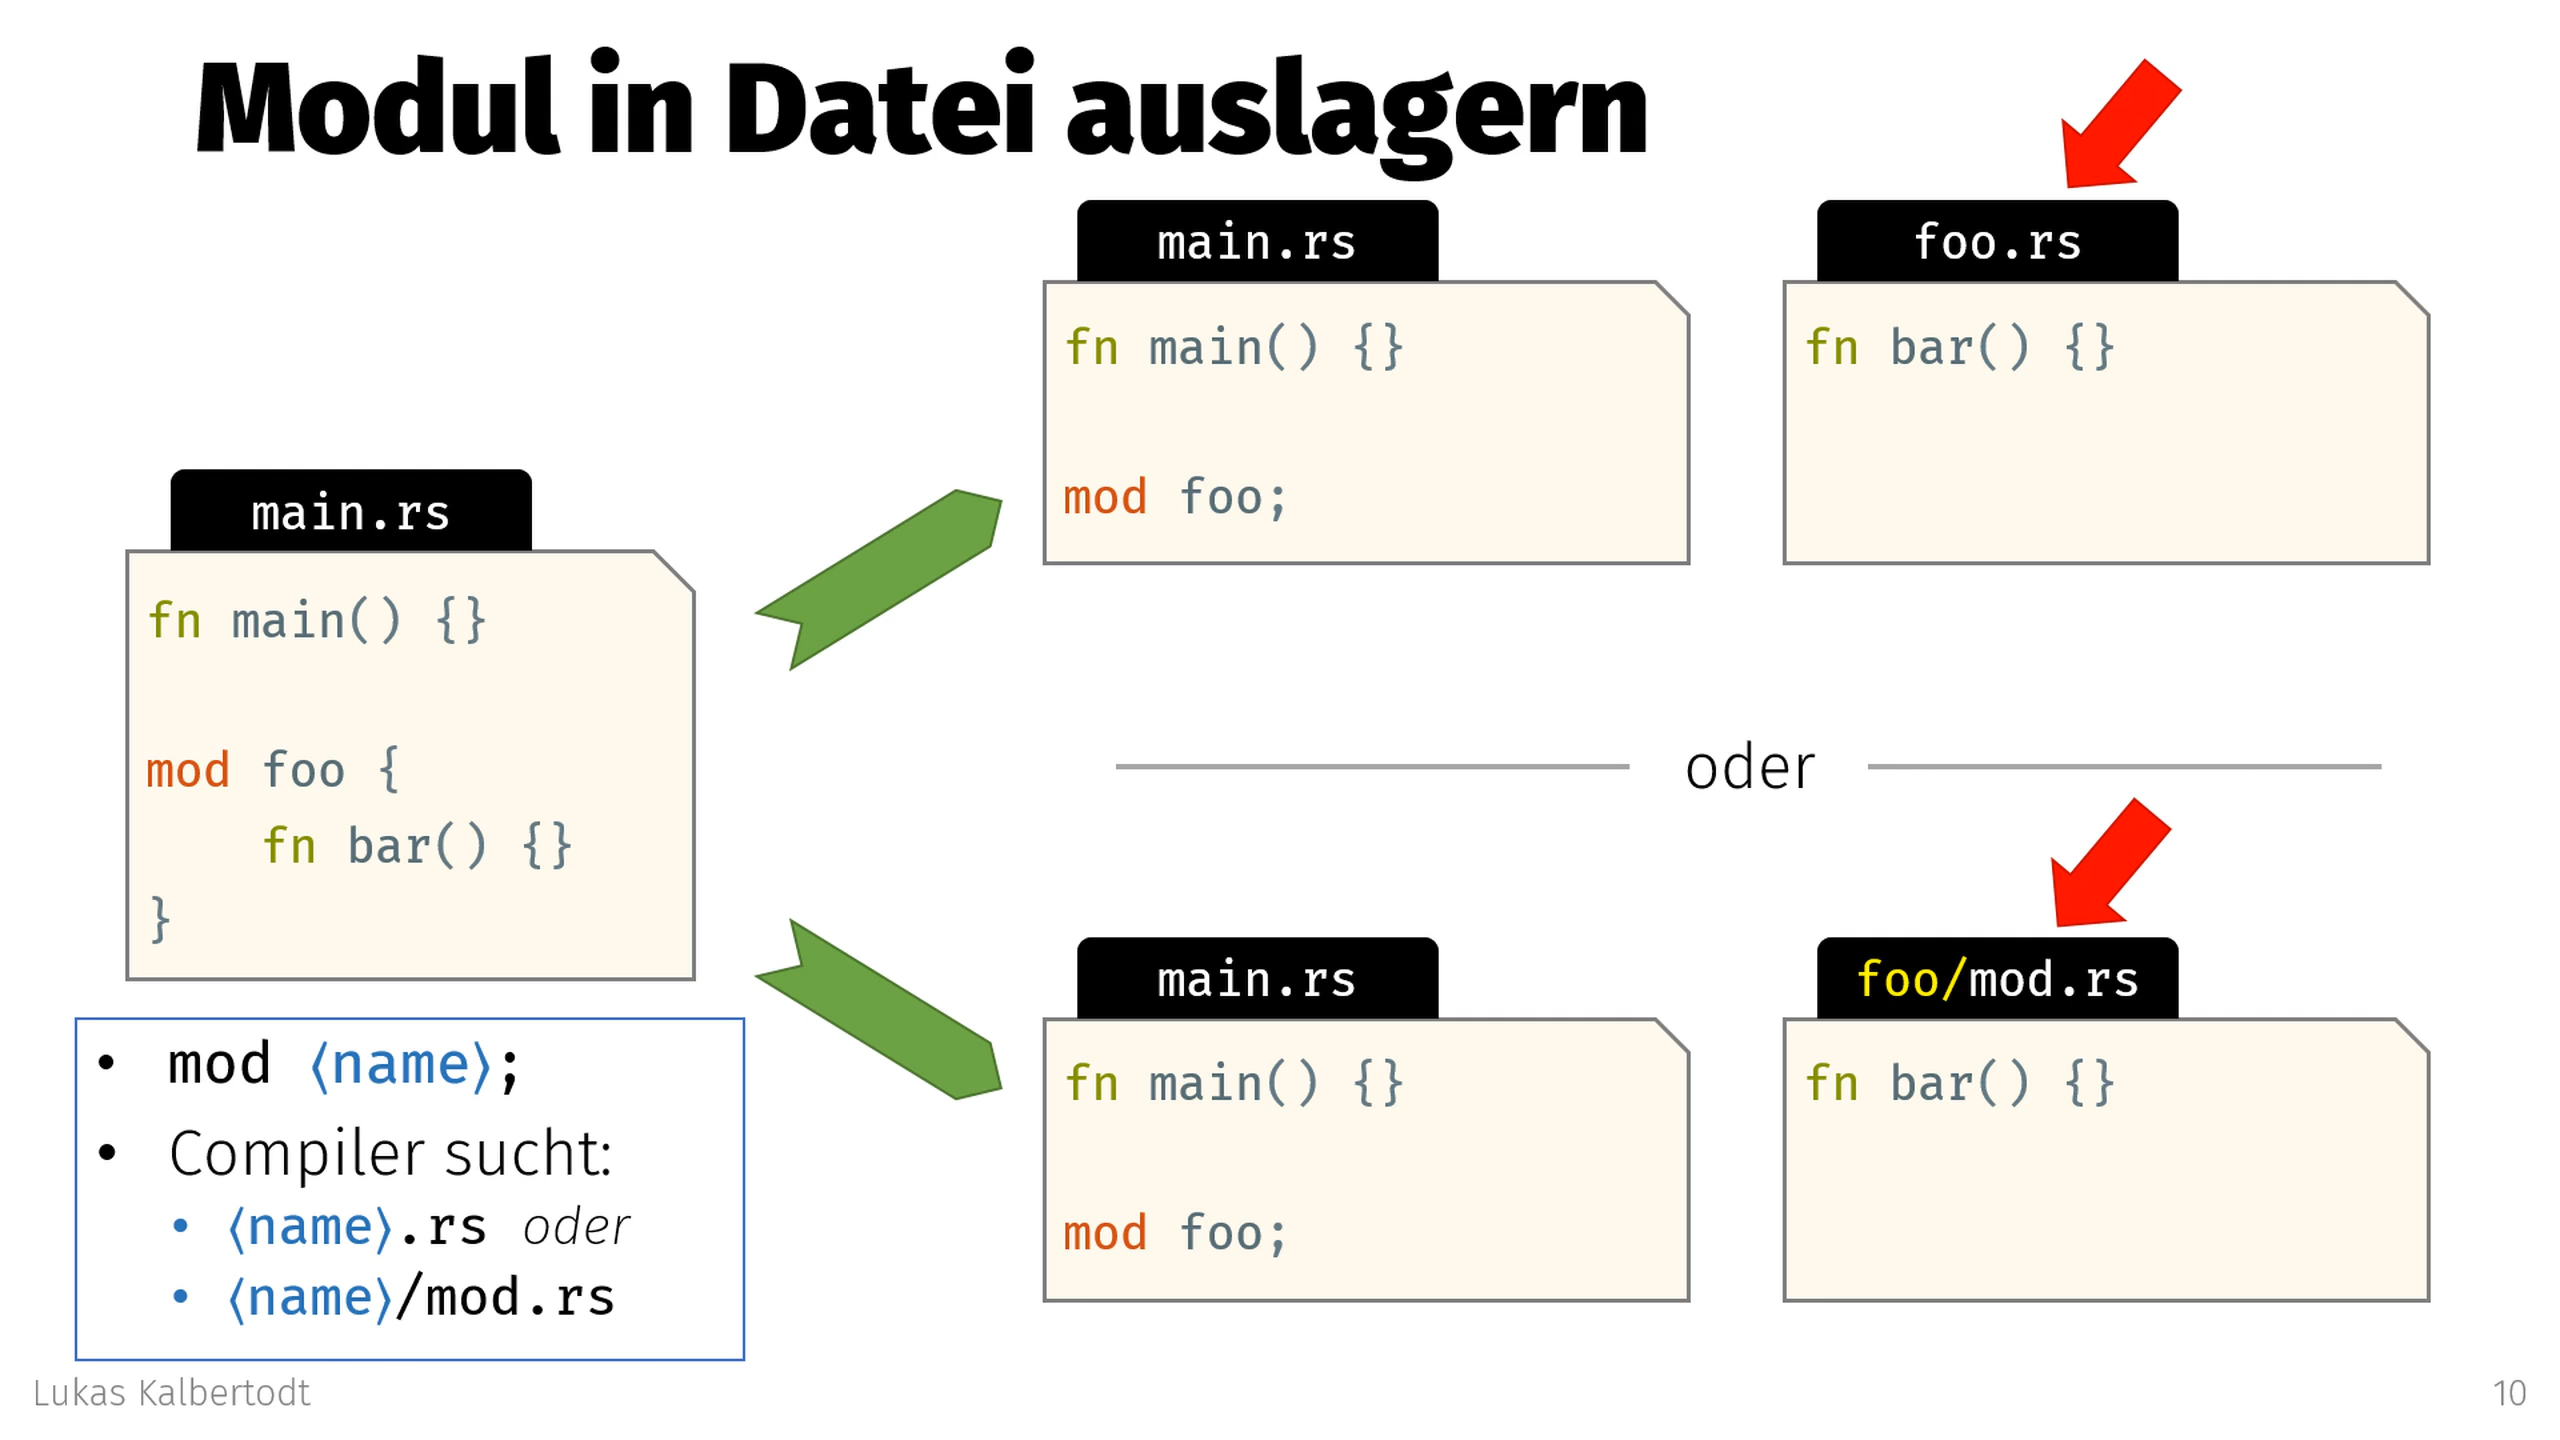 Modul in Datei auslagern
main.rs
fn main() {}
mod foo {
    fn bar() {}
}
• mod ⟨name⟩;
• Compiler sucht:
• ⟨name⟩.rs oder
• ⟨name⟩/mod.rs
main.rs
fn main() {}
mod foo;
foo.rs
fn bar() {}
oder
main.rs
fn main() {}
mod foo;
foo/mod.rs
fn bar() {}
Lukas Kalbertodt
10